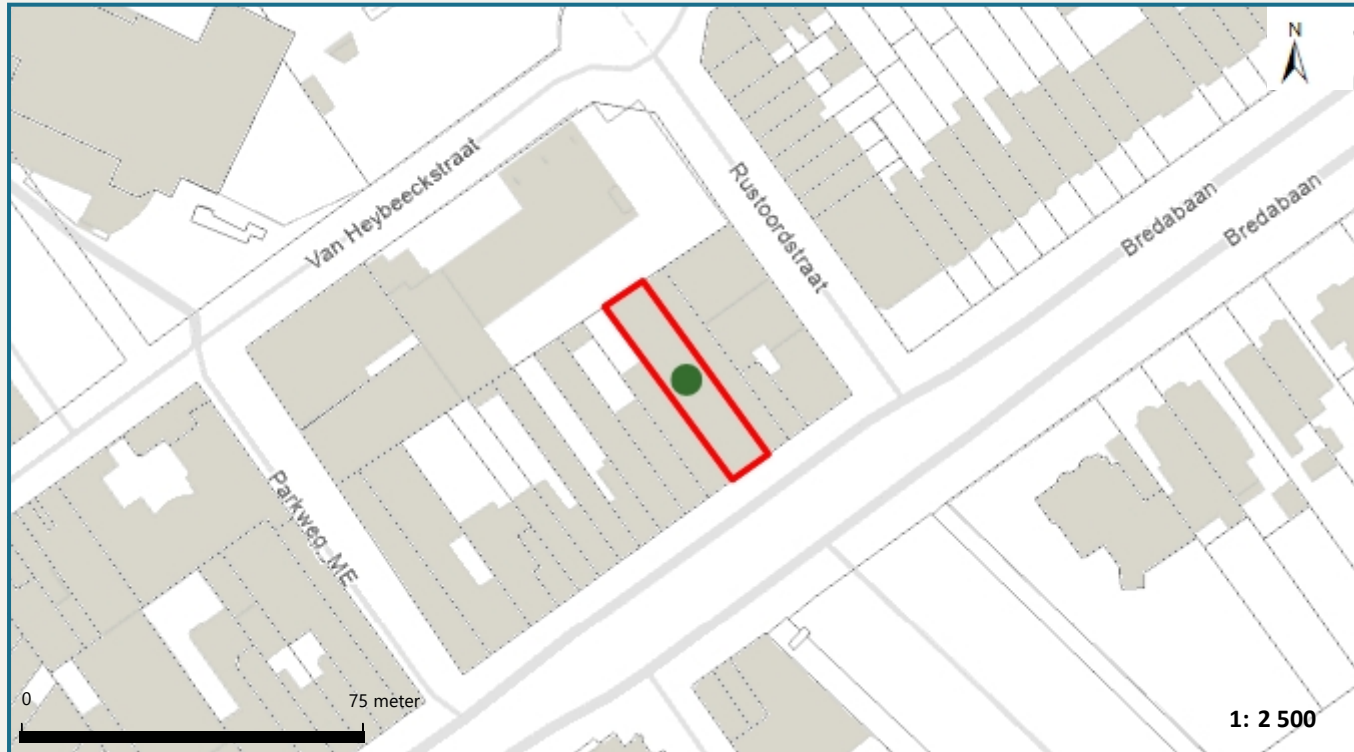 N
Van Heybeeckstraat
Rustoordstraat
Bredabaan
Bredabaan
Parkweg_ME
0
75 meter
1: 2 500